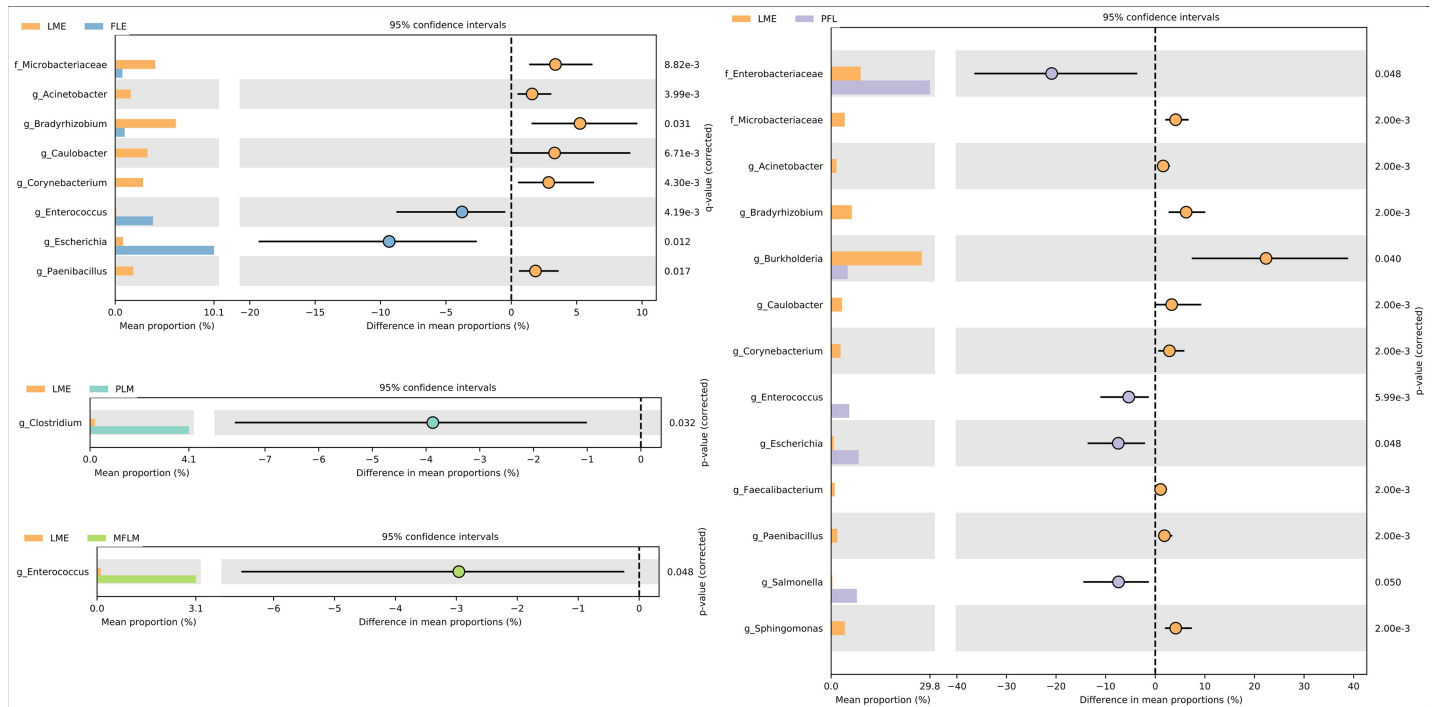 LME FLE
95% confidence intervals
f_Microbacteriaceae 8.82e-3
g_Acinetobacter 3.99e-3
g_Bradyrhizobium 0.031
g_Caulobacter 6.71e-3
g_Corynebacterium 4.30e-3
g_Enterococcus 4.19e-3
g_Escherichia 0.012
g_Paenibacillus 0.017
q-value (corrected)
0.0 10.1 −20 −15 −10 −5 0 5 10
Mean proportion (%) Difference in mean proportions (%)
LME PLM
95% confidence intervals
g_Clostridium 0.032
p-value (corrected)
0.0 4.1 −7 −6 −5 −4 −3 −2 −1 0
Mean proportion (%) Difference in mean proportions (%)
LME MFLM
95% confidence intervals
g_Enterococcus 0.048
p-value (corrected)
0.0 3.1 −6 −5 −4 −3 −2 −1 0
Mean proportion (%) Difference in mean proportions (%)
LME PFL
95% confidence intervals
f_Enterobacteriaceae 0.048
f_Microbacteriaceae 2.00e-3
g_Acinetobacter 2.00e-3
g_Bradyrhizobium 2.00e-3
g_Burkholderia 0.040
g_Caulobacter 2.00e-3
g_Corynebacterium 2.00e-3
g_Enterococcus 5.99e-3
g_Escherichia 0.048
g_Faecalibacterium 2.00e-3
g_Paenibacillus 2.00e-3
g_Salmonella 0.050
g_Sphingomonas 2.00e-3
p-value (corrected)
0.0 29.8 −40 −30 −20 −10 0 10 20 30 40
Mean proportion (%) Difference in mean proportions (%)